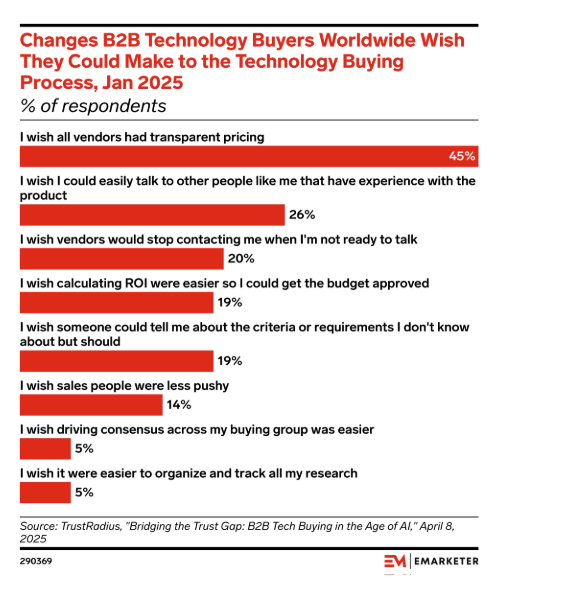 Changes B2B Technology Buyers Worldwide Wish
They Could Make to the Technology Buying
Process, Jan 2025
% of respondents
I wish all vendors had transparent pricing
45%
I wish I could easily talk to other people like me that have experience with the
product
26%
I wish vendors would stop contacting me when I'm not ready to talk
20%
I wish calculating ROI were easier so I could get the budget approved
19%
I wish someone could tell me about the criteria or requirements I don't know
about but should
19%
I wish sales people were less pushy
14%
I wish driving consensus across my buying group was easier
5%
I wish it were easier to organize and track all my research
5%
Source: TrustRadius, "Bridging the Trust Gap: B2B Tech Buying in the Age of AI," April 8,
2025
290369
EM EMARKETER